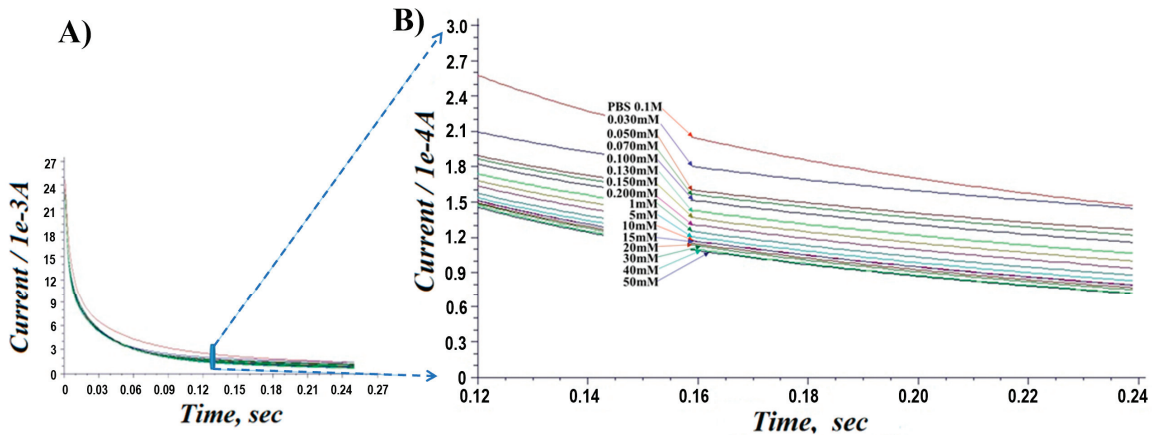 A)
27
24
21
18
15
12
9
6
3
0
Current / 1e-3A
0 0.03 0.06 0.09 0.12 0.15 0.18 0.21 0.24 0.27
Time, sec
B)
3.0
2.7
2.4
2.1
1.8
1.5
1.2
0.9
0.6
0.3
0
Current / 1e-4A
PBS 0.1M
0.030mM
0.050mM
0.070mM
0.100mM
0.130mM
0.150mM
0.200mM
1mM
5mM
10mM
15mM
20mM
30mM
40mM
50mM
0.12 0.14 0.16 0.18 0.20 0.22 0.24
Time, sec